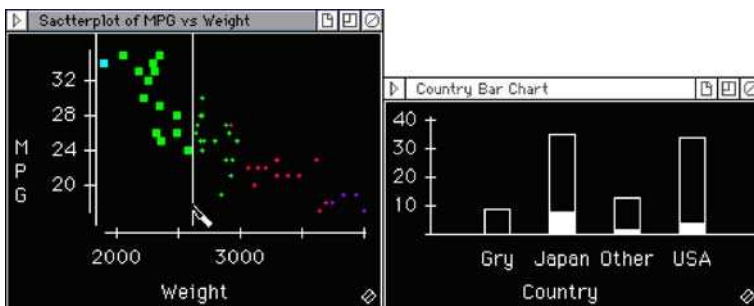 Sactterplot of MPG vs Weight
32
28
24
20
M
P
G
2000 3000
Weight
Country Bar Chart
40
30
20
10
Gry Japan Other USA
Country